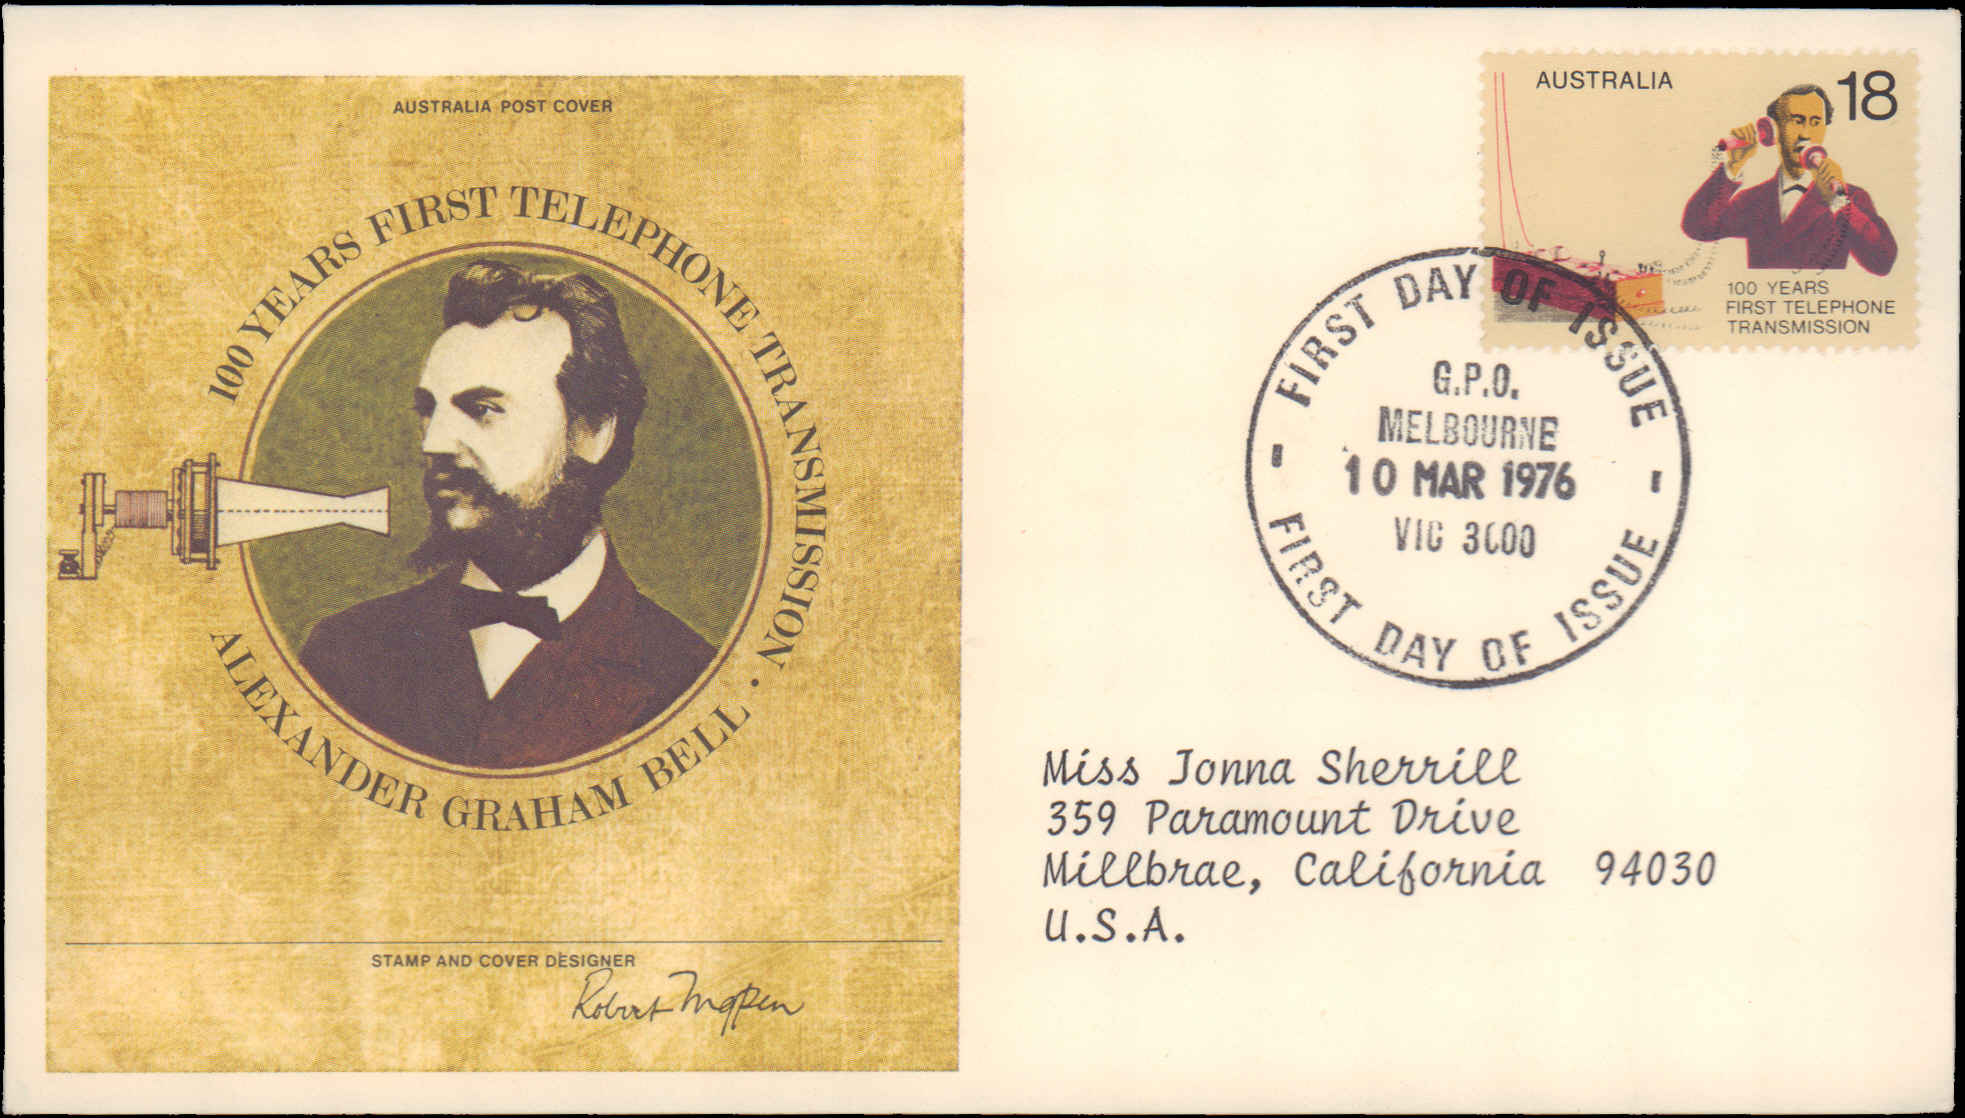 AUSTRALIA POST COVER
100 YEARS FIRST TELEPHONE TRANSMISSION ·
ALEXANDER GRAHAM BELL
STAMP AND COVER DESIGNER
Robert Ingpen
AUSTRALIA
18
100 YEARS
FIRST TELEPHONE
TRANSMISSION
FIRST DAY OF ISSUE
G.P.O.
MELBOURNE
10 MAR 1976
VIC 3000
FIRST DAY OF ISSUE
Miss Jonna Sherrill
359 Paramount Drive
Millbrae, California 94030
U.S.A.